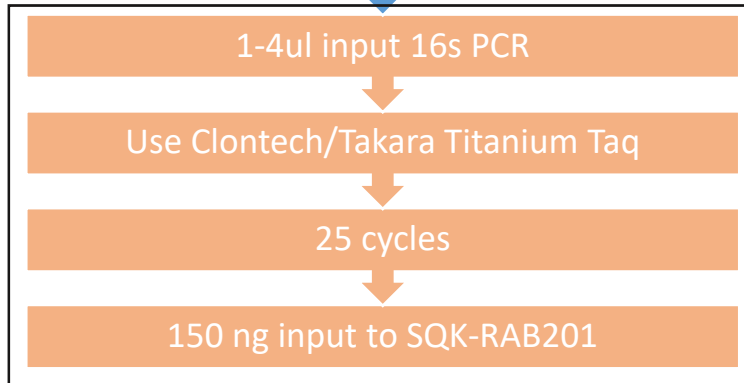 1-4ul input 16s PCR
Use Clontech/Takara Titanium Taq
25 cycles
150 ng input to SQK-RAB201